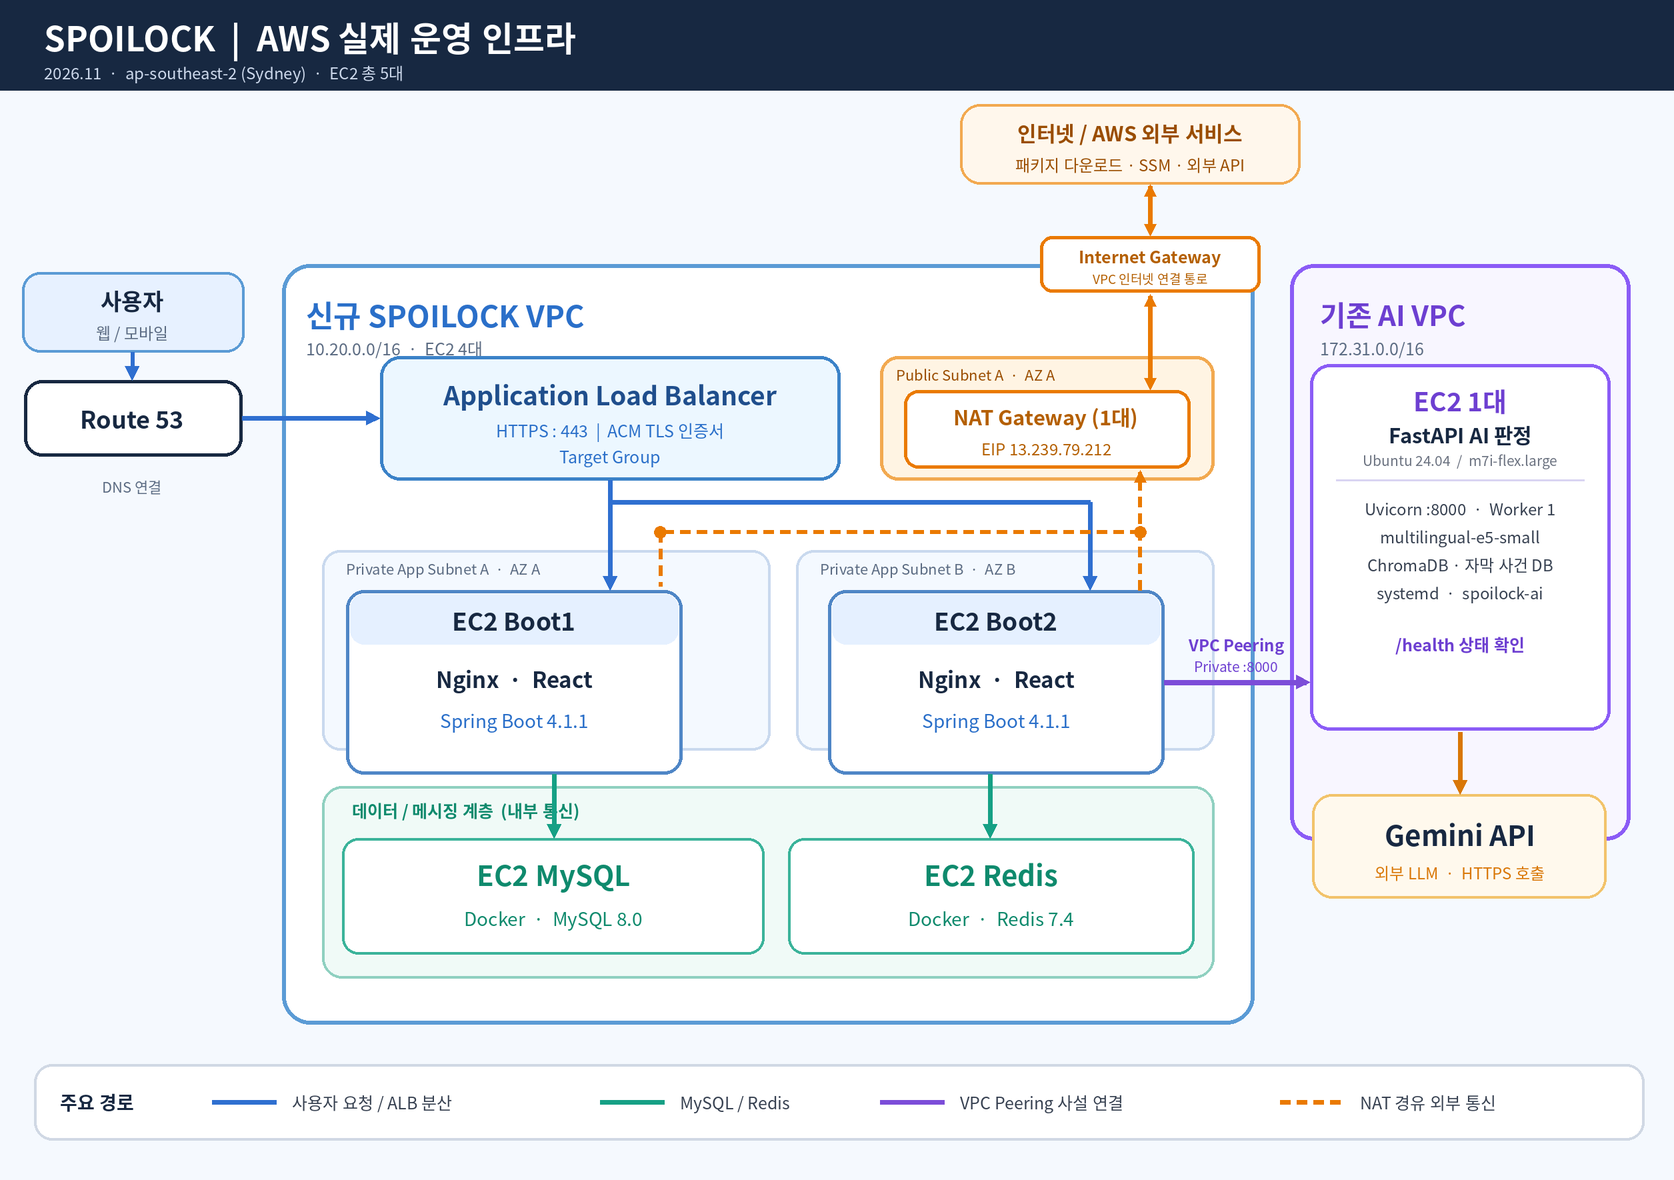 SPOILOCK | AWS 실제 운영 인프라
2026.11 · ap-southeast-2 (Sydney) · EC2 총 5대
인터넷 / AWS 외부 서비스
패키지 다운로드 · SSM · 외부 API
Internet Gateway
VPC 인터넷 연결 통로
사용자
웹 / 모바일
Route 53
DNS 연결
신규 SPOILOCK VPC
10.20.0.0/16 · EC2 4대
Application Load Balancer
HTTPS : 443 | ACM TLS 인증서
Target Group
Public Subnet A · AZ A
NAT Gateway (1대)
EIP 13.239.79.212
Private App Subnet A · AZ A
EC2 Boot1
Nginx · React
Spring Boot 4.1.1
Private App Subnet B · AZ B
EC2 Boot2
Nginx · React
Spring Boot 4.1.1
VPC Peering
Private :8000
데이터 / 메시징 계층 (내부 통신)
EC2 MySQL
Docker · MySQL 8.0
EC2 Redis
Docker · Redis 7.4
기존 AI VPC
172.31.0.0/16
EC2 1대
FastAPI AI 판정
Ubuntu 24.04 / m7i-flex.large
Uvicorn :8000 · Worker 1
multilingual-e5-small
ChromaDB · 자막 사건 DB
systemd · spoilock-ai
/health 상태 확인
Gemini API
외부 LLM · HTTPS 호출
주요 경로
사용자 요청 / ALB 분산
MySQL / Redis
VPC Peering 사설 연결
NAT 경유 외부 통신